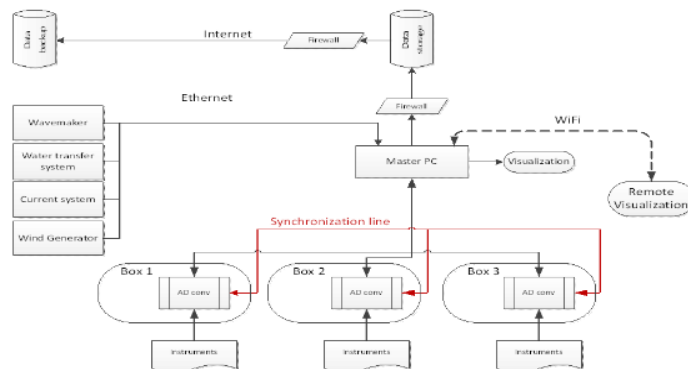 Data
backup
Internet
Firewall
Data
storage
Ethernet
Firewall
WiFi
Wavemaker
Water transfer
system
Current system
Wind Generator
Master PC
Visualization
Remote
Visualization
Synchronization line
Box 1
Box 2
Box 3
AD conv
AD conv
AD conv
Instruments
Instruments
Instruments